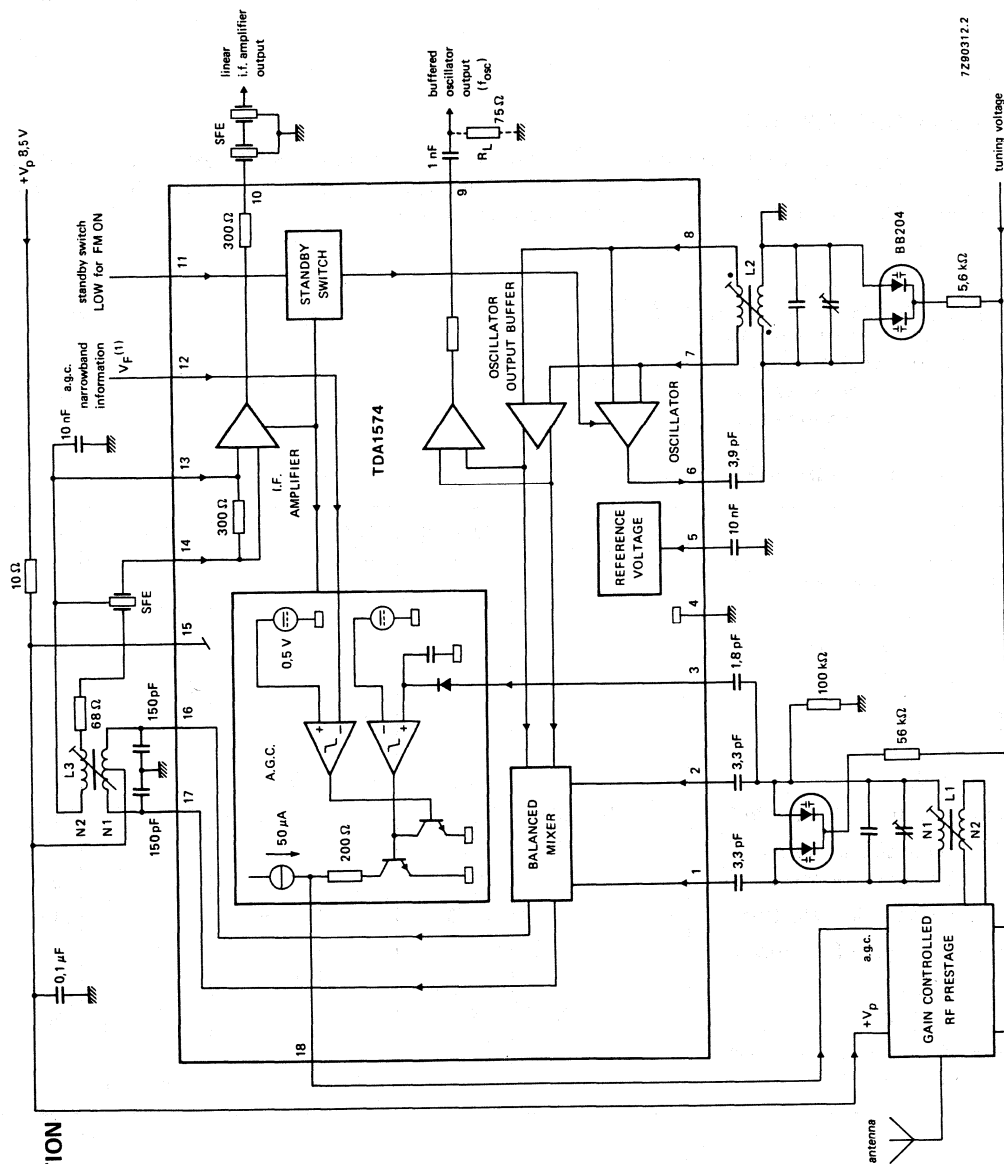 TION
+Vp 8,5 V
10 Ω
0,1 μF
linear
i.f. amplifier
output
SFE
10
standby switch
LOW for FM ON
11
a.g.c.
narrowband
information
VF(1)
12
10 nF
13
14
SFE
15
L3
N2
N1
68 Ω
150 pF
150 pF
16
17
18
300 Ω
300 Ω
STANDBY
SWITCH
I.F.
AMPLIFIER
TDA1574
buffered
oscillator
output
(fosc)
1 nF
9
RL
75 Ω
A.G.C.
50 μA
200 Ω
0,5 V
+
−
−
+
OSCILLATOR
OUTPUT BUFFER
OSCILLATOR
BALANCED
MIXER
REFERENCE
VOLTAGE
1
2
3
4
5
6
7
8
3,3 pF
3,3 pF
1,8 pF
10 nF
3,9 pF
L2
BB204
5,6 kΩ
100 kΩ
56 kΩ
N1
L1
N2
antenna
+Vp
a.g.c.
GAIN CONTROLLED
RF PRESTAGE
tuning voltage
7Z90312.2